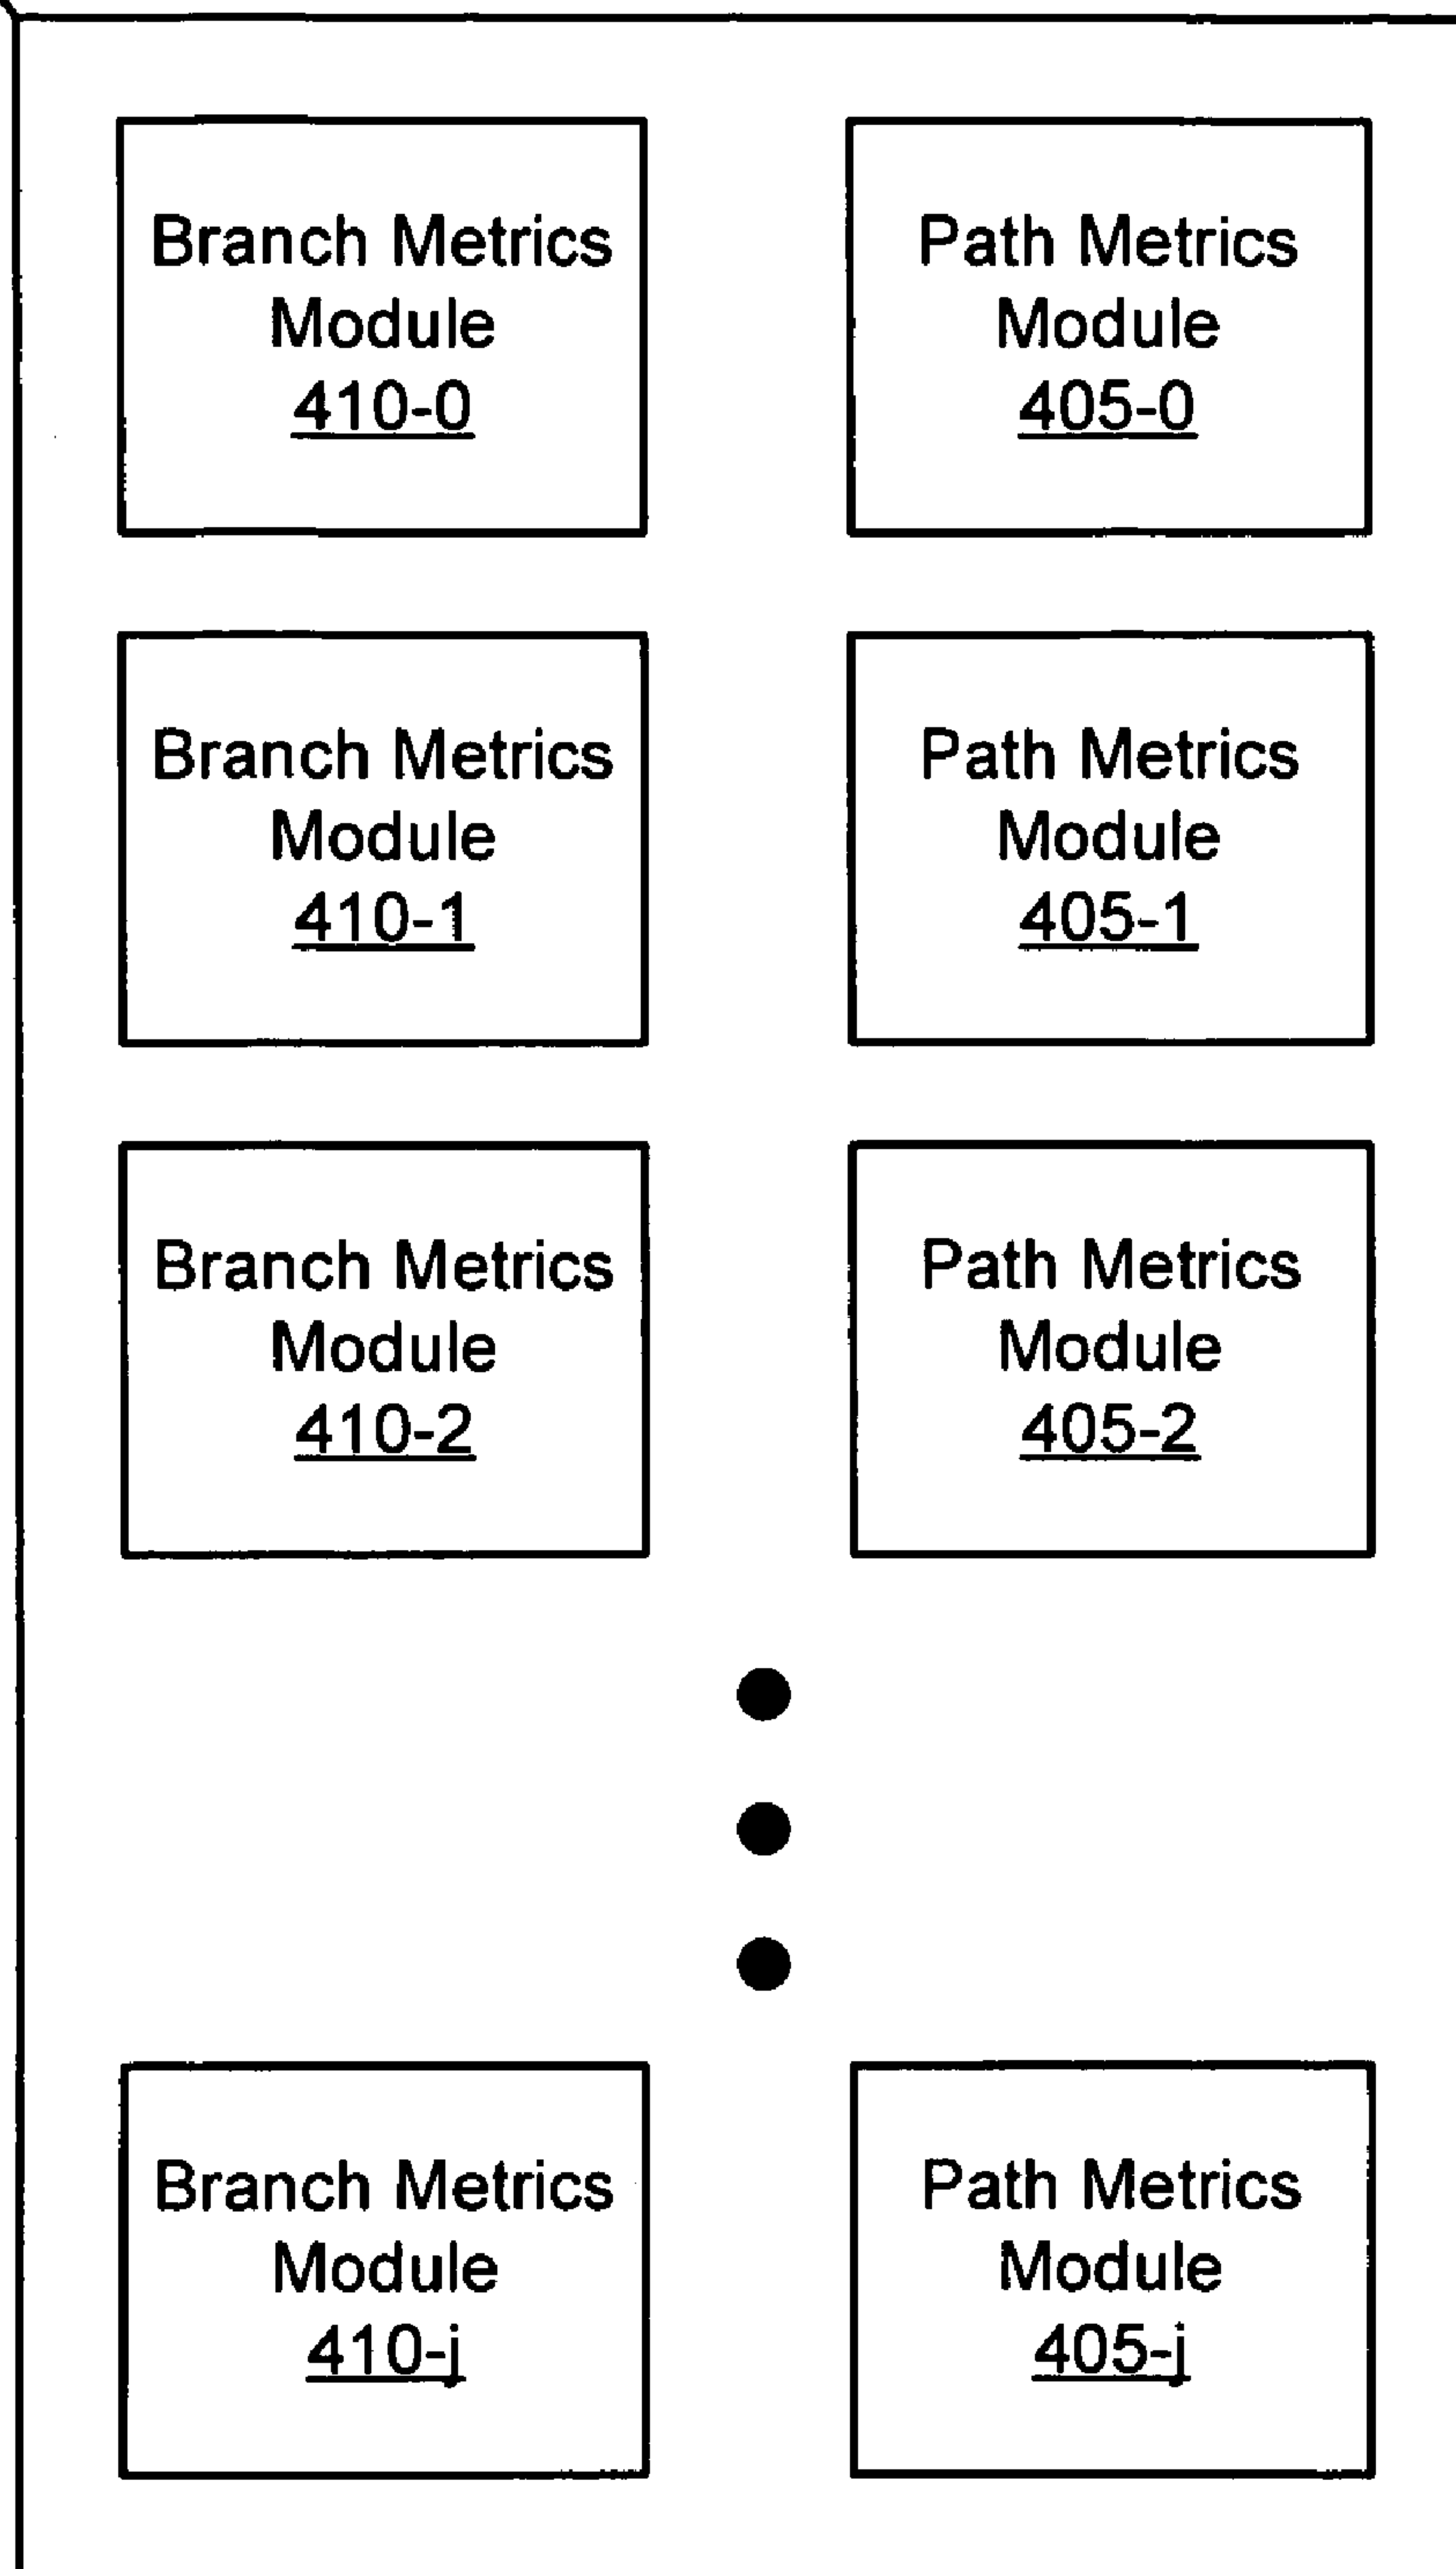 Branch Metrics
Module
410-0
Path Metrics
Module
405-0
Branch Metrics
Module
410-1
Path Metrics
Module
405-1
Branch Metrics
Module
410-2
Path Metrics
Module
405-2
Branch Metrics
Module
410-j
Path Metrics
Module
405-j